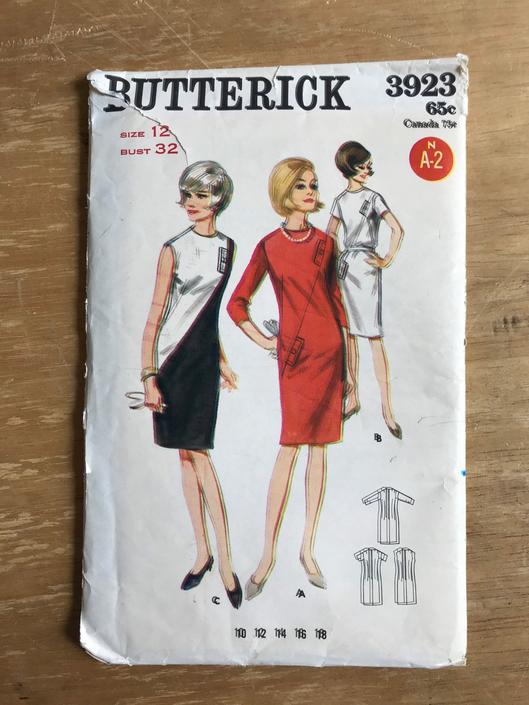 BUTTERICK 3923
65c
Canada 75c
SIZE 12
BUST 32
N
A-2
B
C
A
10 12 14 16 18